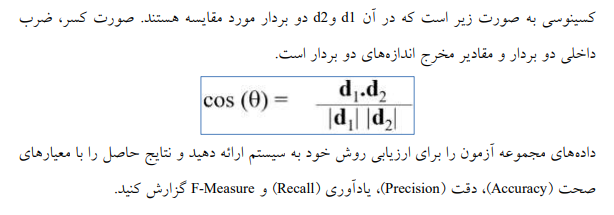 کسینوسی به صورت زیر است که در آن d1 وd2 دو بردار مورد مقایسه هستند. صورت کسر، ضرب
داخلی دو بردار و مقادیر مخرج اندازه‌های دو بردار است.
cos (θ) = d₁.d₂ / |d₁| |d₂|
داده‌های مجموعه آزمون را برای ارزیابی روش خود به سیستم ارائه دهید و نتایج حاصل را با معیارهای
صحت (Accuracy)، دقت (Precision)، یادآوری (Recall) و F-Measure گزارش کنید.